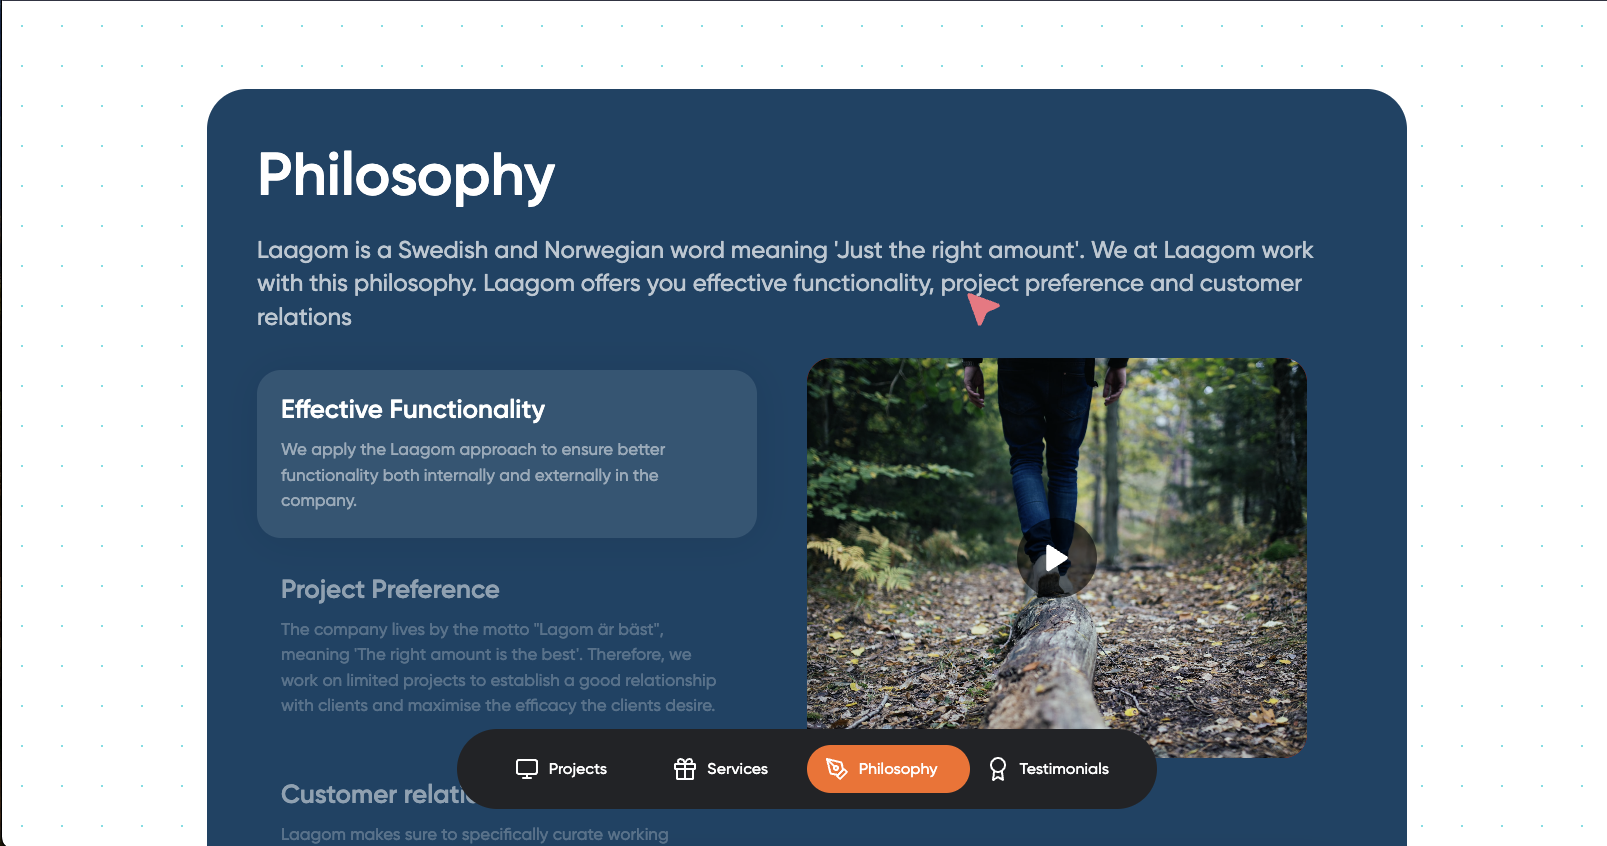 Philosophy
Laagom is a Swedish and Norwegian word meaning 'Just the right amount'. We at Laagom work
with this philosophy. Laagom offers you effective functionality, project preference and customer
relations
Effective Functionality
We apply the Laagom approach to ensure better
functionality both internally and externally in the
company.
Project Preference
The company lives by the motto "Lagom är bäst",
meaning 'The right amount is the best'. Therefore, we
work on limited projects to establish a good relationship
with clients and maximise the efficacy the clients desire.
Customer
Laagom makes sure to specifically curate working
Projects
Services
Philosophy
Testimonials